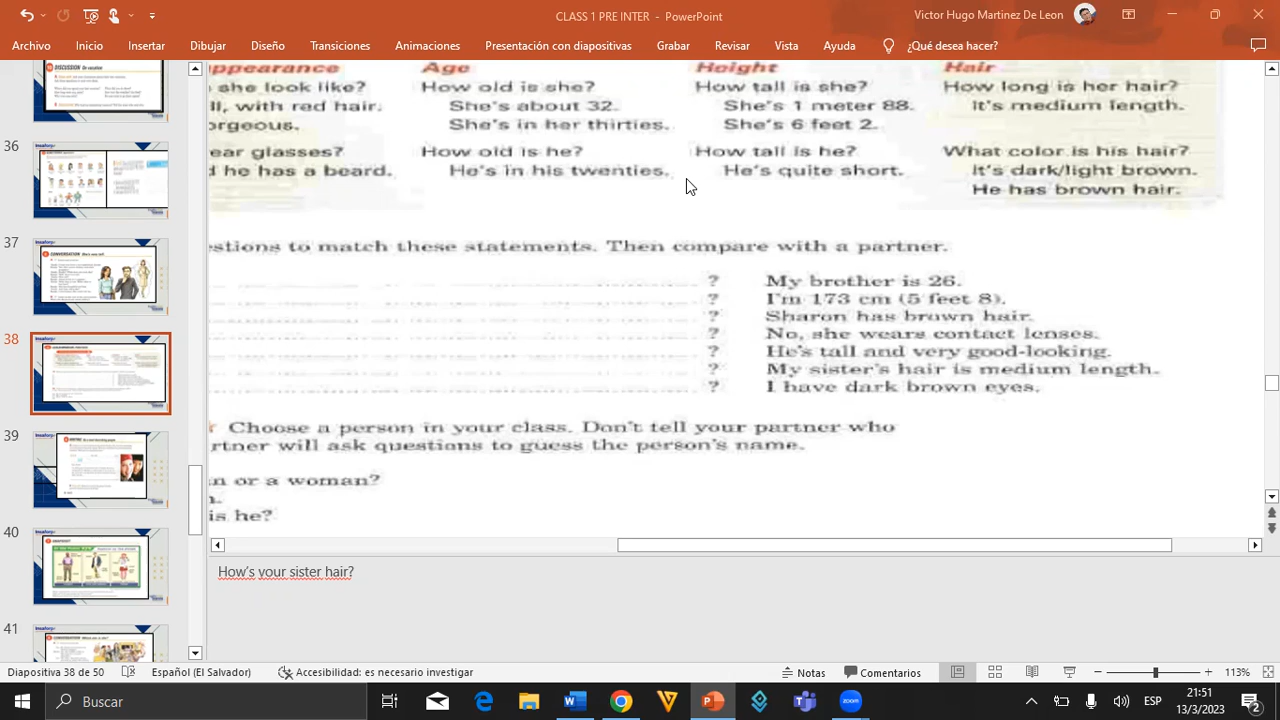 CLASS 1 PRE INTER - PowerPoint
Victor Hugo Martinez De Leon
Archivo Inicio Insertar Dibujar Diseño Transiciones Animaciones Presentación con diapositivas Grabar Revisar Vista Ayuda ¿Qué desea hacer?
ppearance Age Height Hair
she look like? How old is she? How tall is she? How long is her hair?
ll, with red hair. She's about 32. She's 1 meter 88. It's medium length.
orgeous. She's in her thirties. She's 6 feet 2.
ear glasses? How old is he? How tall is he? What color is his hair?
d he has a beard. He's in his twenties. He's quite short. It's dark/light brown.
He has brown hair.
estions to match these statements. Then compare with a partner.
? My brother is 26.
? I'm 173 cm (5 feet 8).
? Sharon has brown hair.
? No, she wears contact lenses.
? He's tall and very good-looking.
? My sister's hair is medium length.
? I have dark brown eyes.
r Choose a person in your class. Don't tell your partner who
artner will ask questions to guess the person's name.
an or a woman?
n.
is he?
How's your sister hair?
36
37
38
39
40
41
Diapositiva 38 de 50 Español (El Salvador) Accesibilidad: es necesario investigar Notas Comentarios 113%
Buscar ESP 21:51
13/3/2023 2